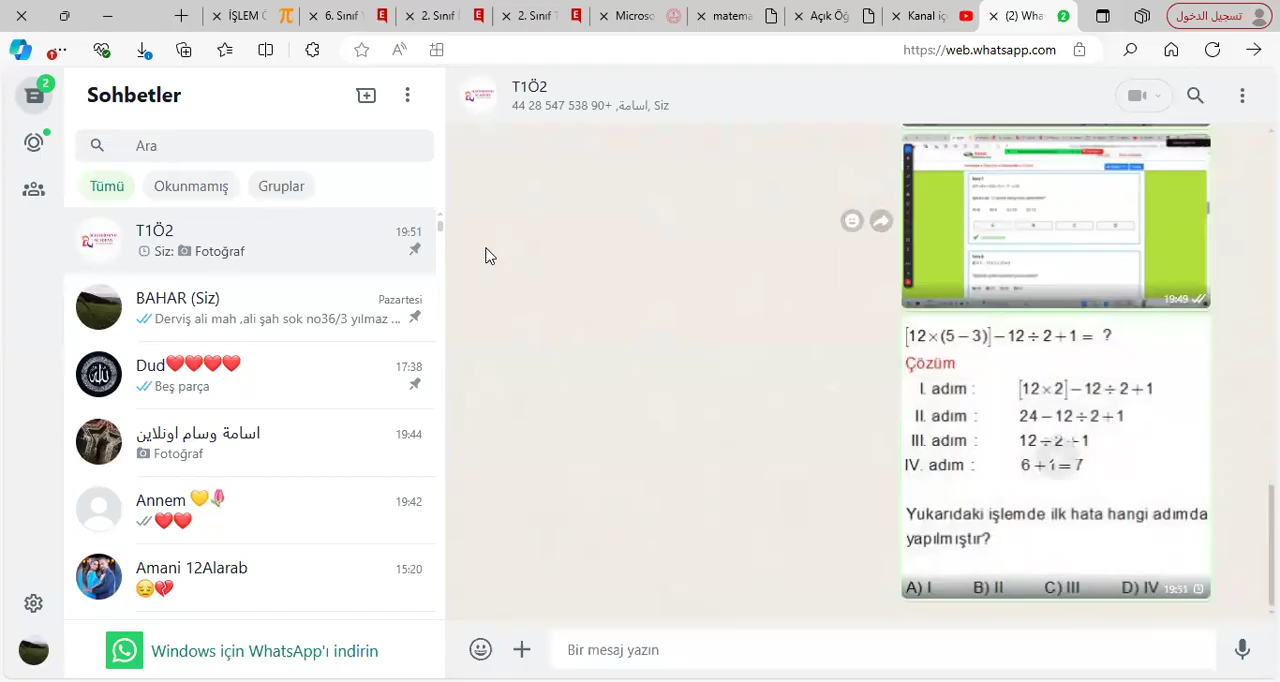 İŞLEM Ö
6. Sınıf
2. Sınıf
2. Sınıf T
Microso
matema
Açık Öğ
Kanal iç
(2) Wha
2
تسجيل الدخول
https://web.whatsapp.com
2
Sohbetler
Ara
Tümü
Okunmamış
Gruplar
T1Ö2
19:51
Siz: Fotoğraf
BAHAR (Siz)
Pazartesi
Derviş ali mah ,ali şah sok no36/3 yılmaz ...
Dud❤️❤️❤️❤️
17:38
Beş parça
اسامة وسام اونلاين
19:44
Fotoğraf
Annem 💛🌷
19:42
❤️❤️
Amani 12Alarab
15:20
😔💔
Windows için WhatsApp'ı indirin
T1Ö2
اسامة, +90 538 547 28 44, Siz
19:49
[12×(5−3)]−12÷2+1= ?
Çözüm
I. adım : [12×2]−12÷2+1
II. adım : 24−12÷2+1
III. adım : 12÷2+1
IV. adım : 6+1=7
Yukarıdaki işlemde ilk hata hangi adımda
yapılmıştır?
A) I B) II C) III D) IV
19:51
Bir mesaj yazın